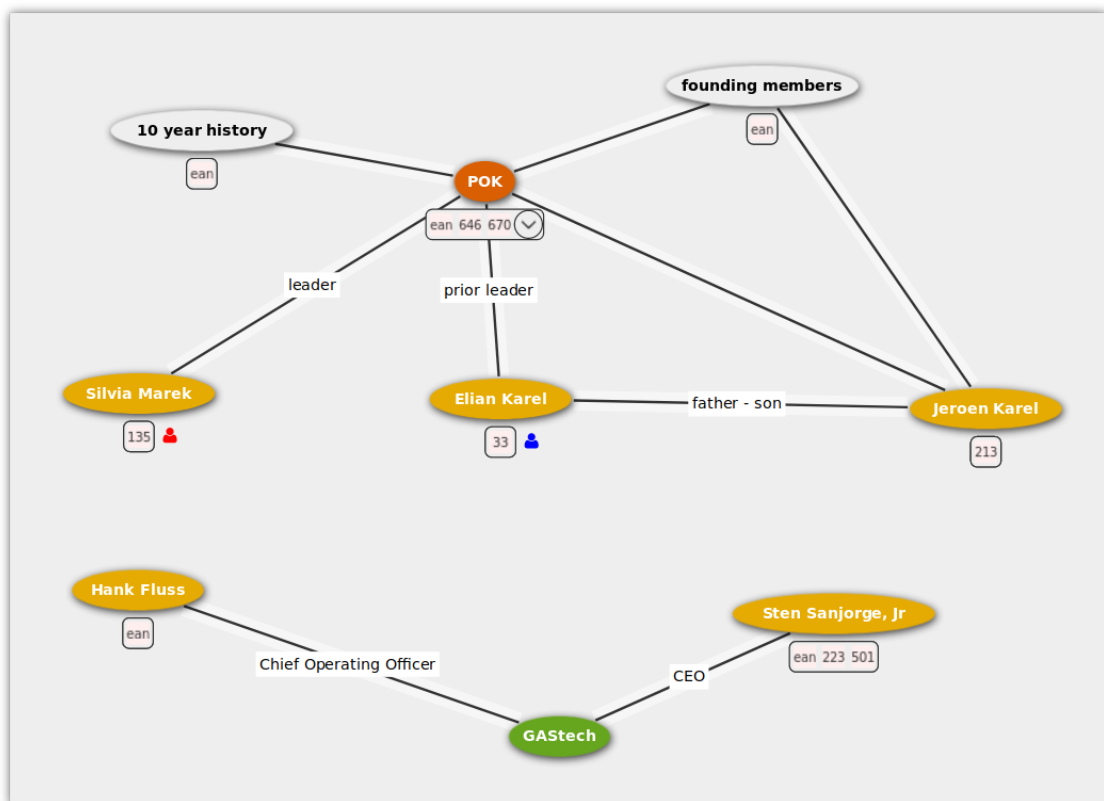 founding members
ean
10 year history
ean
POK
ean 646 670
leader
prior leader
Silvia Marek
135
Elian Karel
33
father - son
Jeroen Karel
213
Hank Fluss
ean
Sten Sanjorge, Jr
ean 223 501
Chief Operating Officer
CEO
GAStech